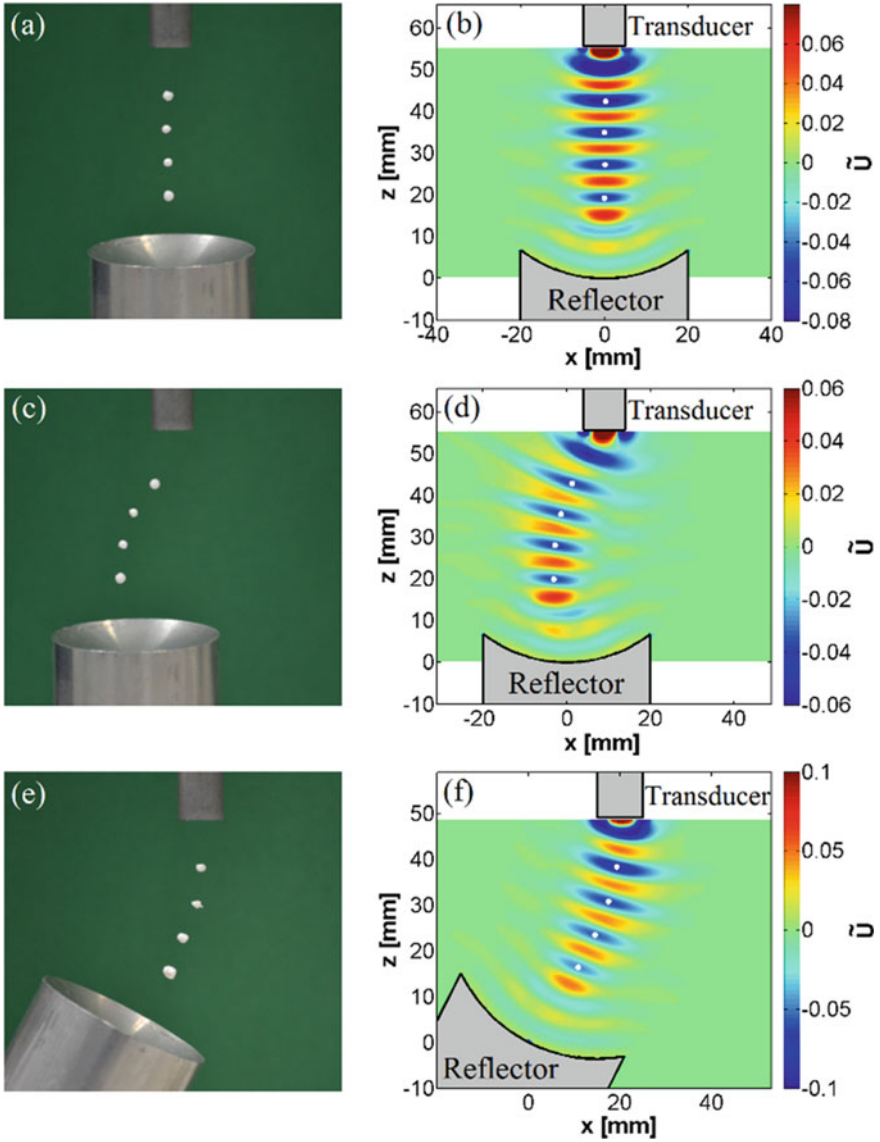 (a)
(b)
Transducer
60
50
40
30
20
10
0
-10
z [mm]
Reflector
-40 -20 0 20 40
x [mm]
0.06
0.04
0.02
0
-0.02
-0.04
-0.06
-0.08
Ũ
(c)
(d)
Transducer
60
50
40
30
20
10
0
-10
z [mm]
Reflector
-20 0 20 40
x [mm]
0.06
0.04
0.02
0
-0.02
-0.04
-0.06
Ũ
(e)
(f)
Transducer
50
40
30
20
10
0
-10
z [mm]
Reflector
0 20 40
x [mm]
0.1
0.05
0
-0.05
-0.1
Ũ